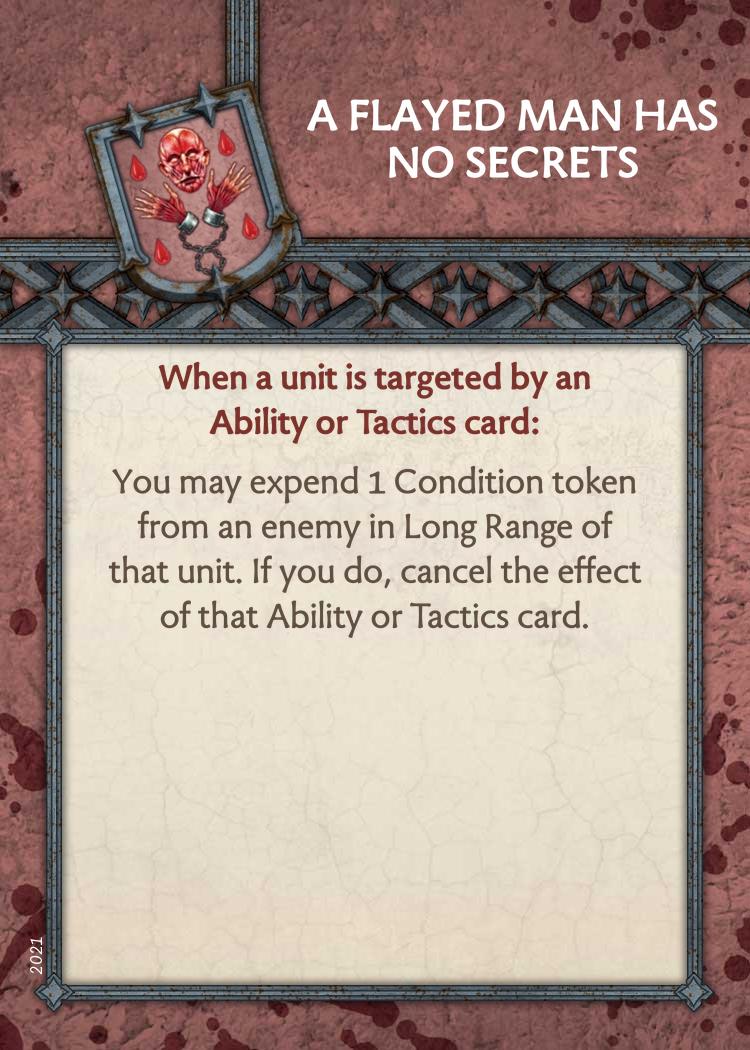 A FLAYED MAN HAS
NO SECRETS
When a unit is targeted by an
Ability or Tactics card:
You may expend 1 Condition token
from an enemy in Long Range of
that unit. If you do, cancel the effect
of that Ability or Tactics card.
2021